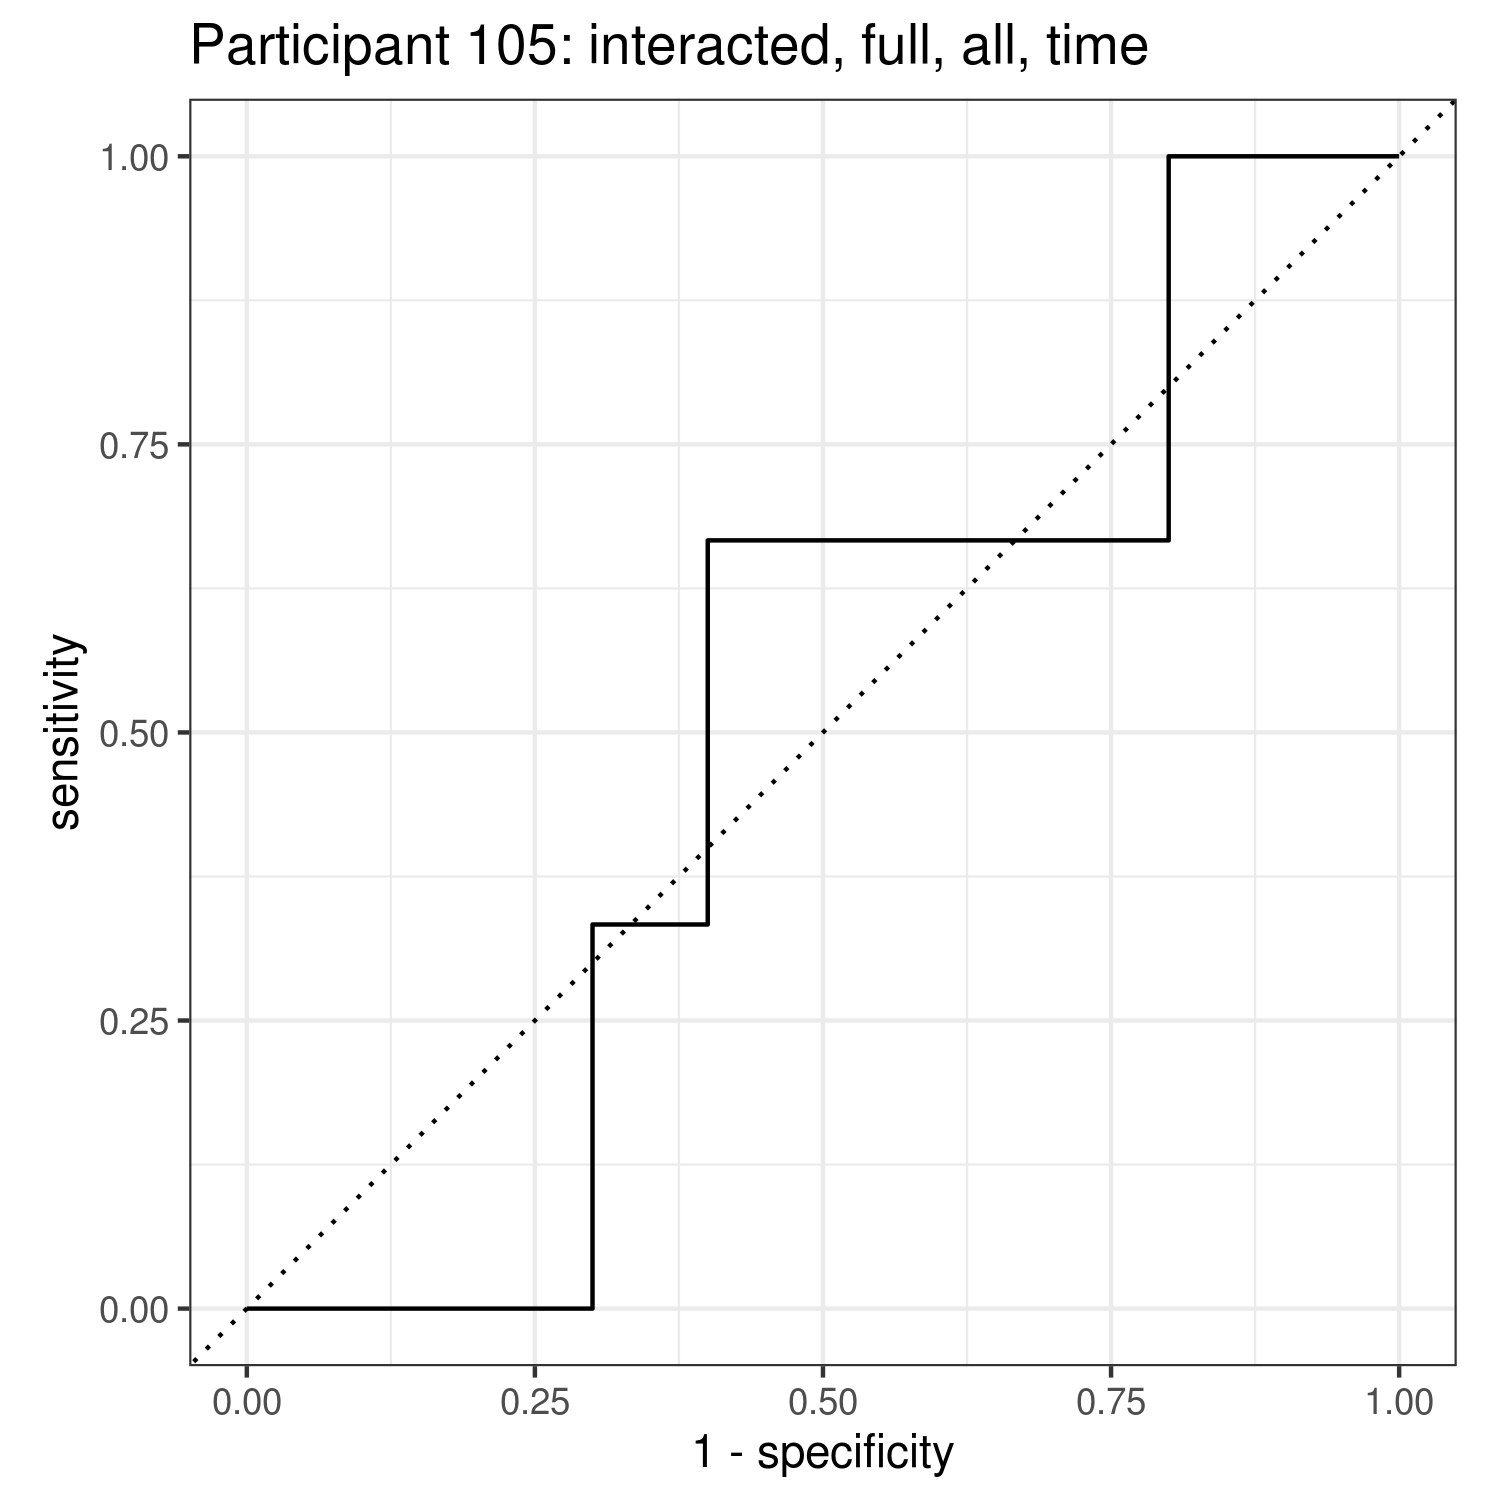 Participant 105: interacted, full, all, time
1.00
0.75
0.50
0.25
0.00
sensitivity
0.00 0.25 0.50 0.75 1.00
1 - specificity